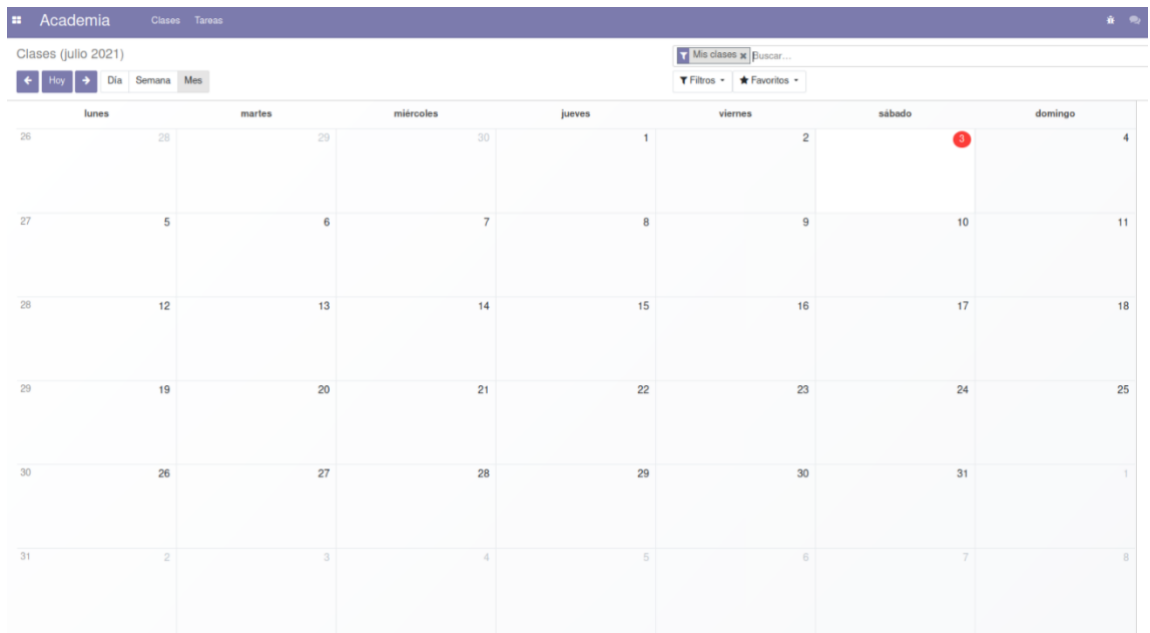 Academia Clases Tareas
Clases (julio 2021)
Mis clases x Buscar...
Hoy Día Semana Mes
Filtros Favoritos
lunes martes miércoles jueves viernes sábado domingo
26 28 29 30 1 2 3 4
27 5 6 7 8 9 10 11
28 12 13 14 15 16 17 18
29 19 20 21 22 23 24 25
30 26 27 28 29 30 31 1
31 2 3 4 5 6 7 8